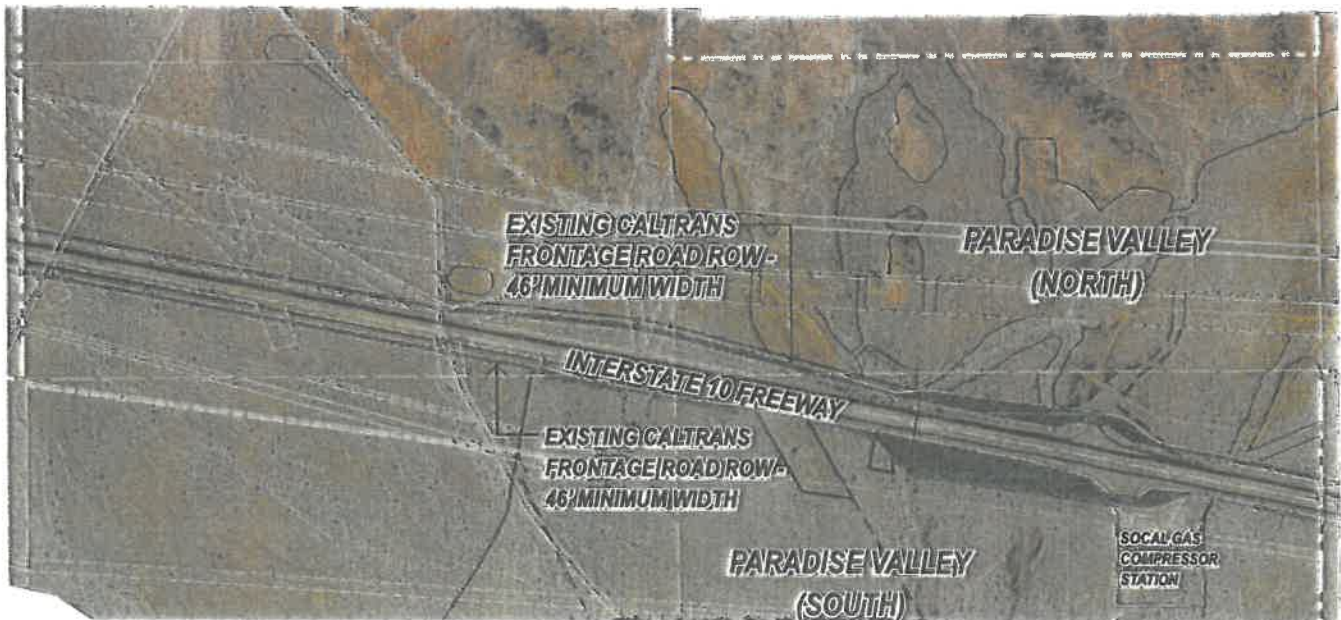 EXISTING CALTRANS
FRONTAGE ROAD ROW-
46' MINIMUM WIDTH
PARADISE VALLEY
(NORTH)
INTERSTATE 10 FREEWAY
EXISTING CALTRANS
FRONTAGE ROAD ROW-
46' MINIMUM WIDTH
PARADISE VALLEY
(SOUTH)
SOCAL GAS
COMPRESSOR
STATION